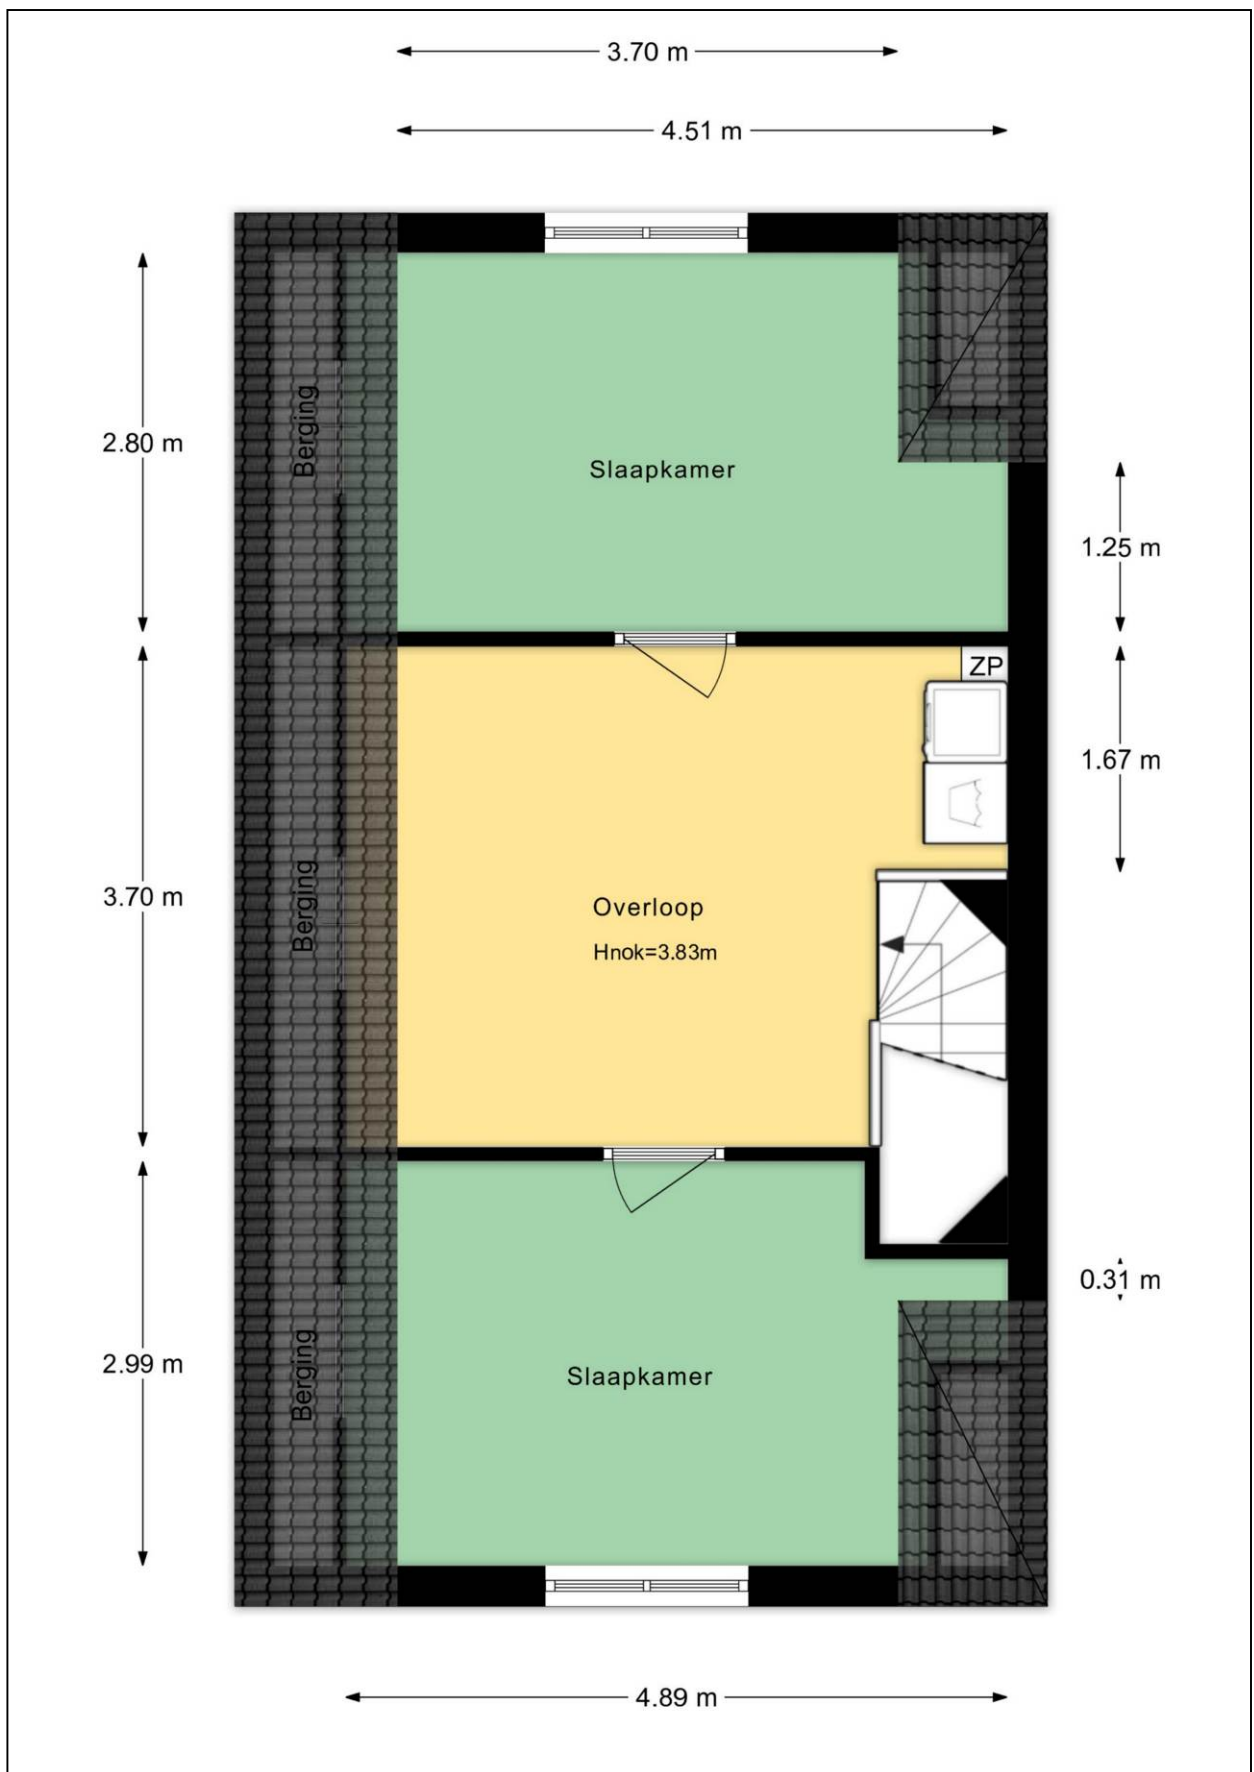 3.70 m
4.51 m
Berging
2.80 m
Slaapkamer
1.25 m
ZP
1.67 m
Berging
3.70 m
Overloop
Hnok=3.83m
0.31 m
Berging
2.99 m
Slaapkamer
4.89 m